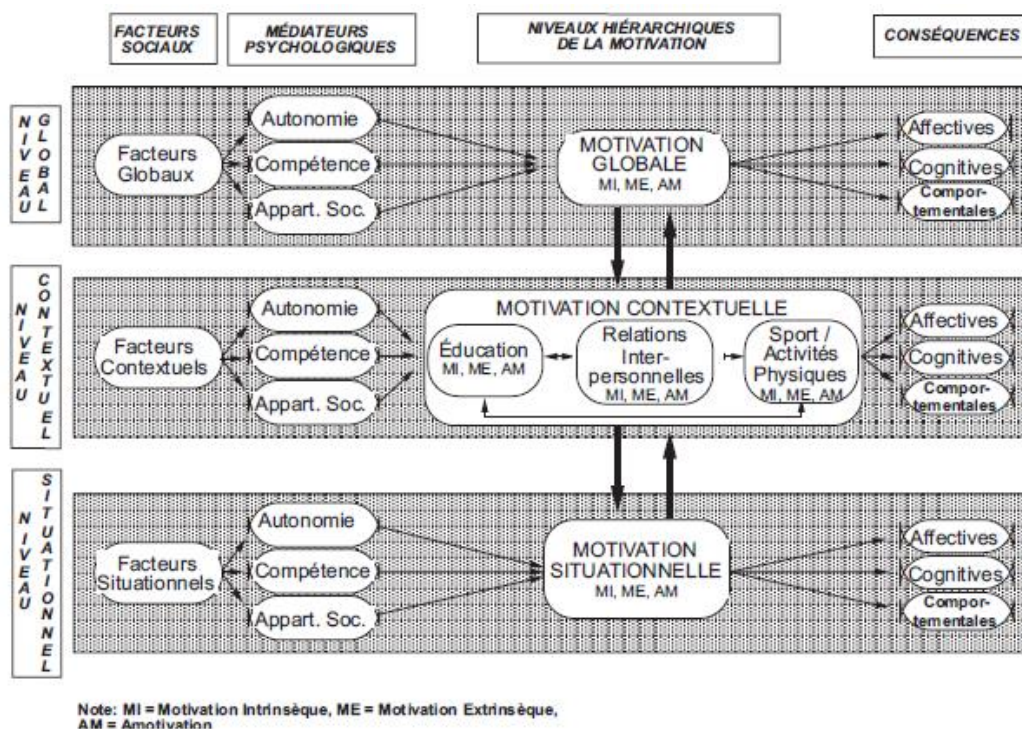 FACTEURS
SOCIAUX
MÉDIATEURS
PSYCHOLOGIQUES
NIVEAUX HIÉRARCHIQUES
DE LA MOTIVATION
CONSÉQUENCES
NIVEAU
GLOBAL
Facteurs
Globaux
Autonomie
Compétence
Appart. Soc.
MOTIVATION
GLOBALE
MI, ME, AM
Affectives
Cognitives
Compor-
tementales
NIVEAU
CONTEXTUEL
Facteurs
Contextuels
Autonomie
Compétence
Appart. Soc.
MOTIVATION CONTEXTUELLE
Éducation
MI, ME, AM
Relations
Inter-
personnelles
MI, ME, AM
Sport /
Activités
Physiques
MI, ME, AM
Affectives
Cognitives
Compor-
tementales
NIVEAU
SITUATIONNEL
Facteurs
Situationnels
Autonomie
Compétence
Appart. Soc.
MOTIVATION
SITUATIONNELLE
MI, ME, AM
Affectives
Cognitives
Compor-
tementales
Note: MI = Motivation Intrinsèque, ME = Motivation Extrinsèque,
AM = Amotivation